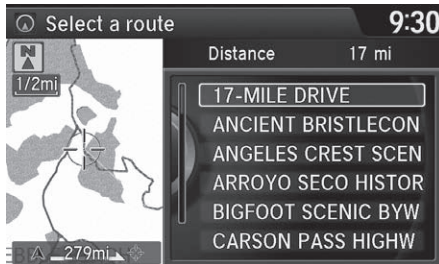 Select a route
9:30
N
Distance 17 mi
1/2mi
17-MILE DRIVE
ANCIENT BRISTLECON
ANGELES CREST SCEN
ARROYO SECO HISTOR
BIGFOOT SCENIC BYW
CARSON PASS HIGHW
279mi